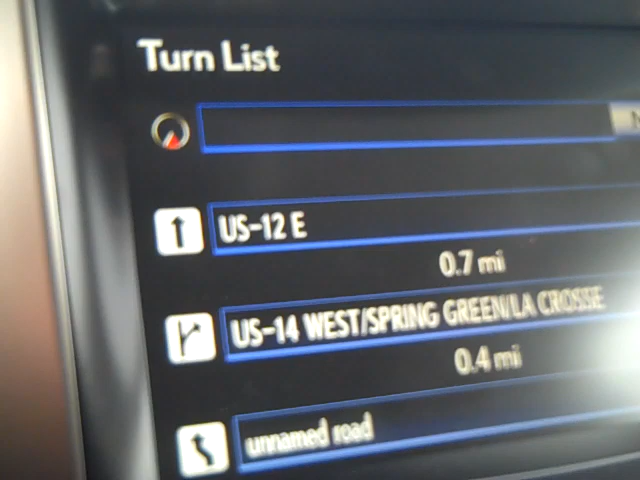 Turn List
US-12 E
0.7 mi
US-14 WEST/SPRING GREEN/LA CROSSE
0.4 mi
unnamed road